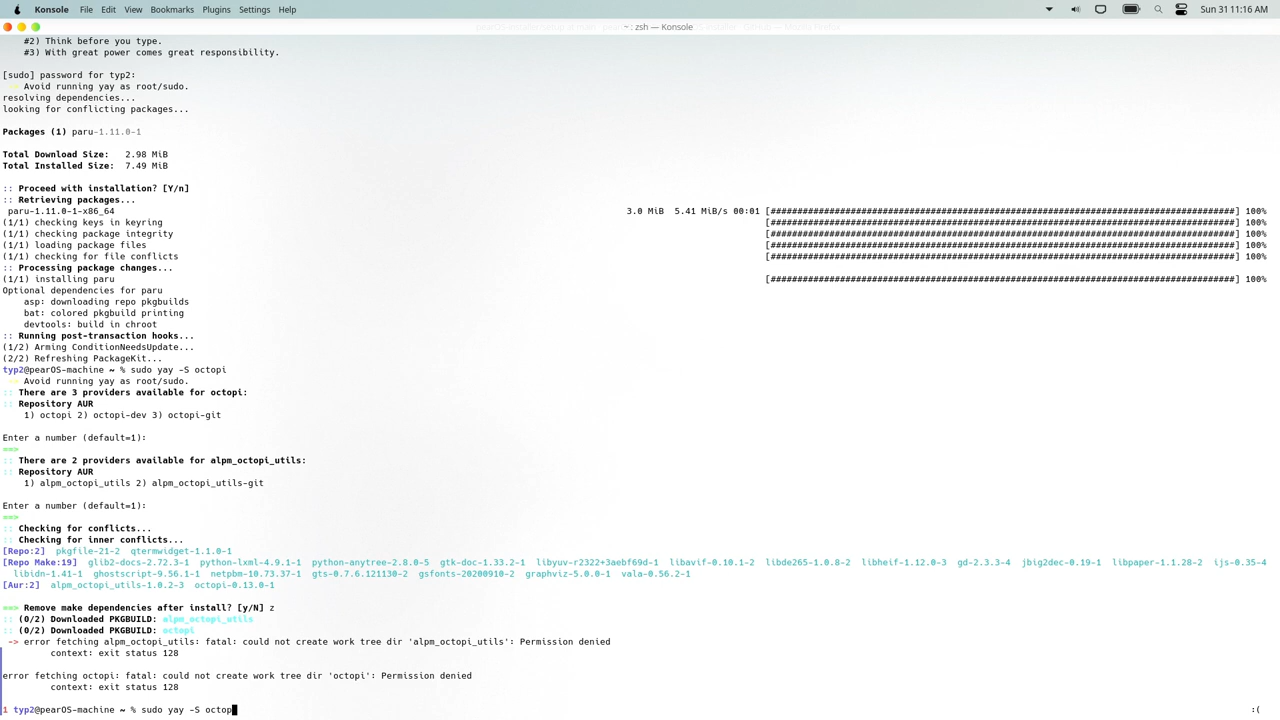 Konsole File Edit View Bookmarks Plugins Settings Help Sun 31 11:16 AM
~ : zsh — Konsole
#2) Think before you type.
#3) With great power comes great responsibility.
[sudo] password for typ2:
Avoid running yay as root/sudo.
resolving dependencies...
looking for conflicting packages...
Packages (1) paru-1.11.0-1
Total Download Size: 2.98 MiB
Total Installed Size: 7.49 MiB
:: Proceed with installation? [Y/n]
:: Retrieving packages...
paru-1.11.0-1-x86_64 3.0 MiB 5.41 MiB/s 00:01 [########################################################################################] 100%
(1/1) checking keys in keyring [########################################################################################] 100%
(1/1) checking package integrity [########################################################################################] 100%
(1/1) loading package files [########################################################################################] 100%
(1/1) checking for file conflicts [########################################################################################] 100%
:: Processing package changes...
(1/1) installing paru [########################################################################################] 100%
Optional dependencies for paru
asp: downloading repo pkgbuilds
bat: colored pkgbuild printing
devtools: build in chroot
:: Running post-transaction hooks...
(1/2) Arming ConditionNeedsUpdate...
(2/2) Refreshing PackageKit...
typ2@pearOS-machine ~ % sudo yay -S octopi
Avoid running yay as root/sudo.
:: There are 3 providers available for octopi:
:: Repository AUR
1) octopi 2) octopi-dev 3) octopi-git
Enter a number (default=1):
==>
:: There are 2 providers available for alpm_octopi_utils:
:: Repository AUR
1) alpm_octopi_utils 2) alpm_octopi_utils-git
Enter a number (default=1):
==>
:: Checking for conflicts...
:: Checking for inner conflicts...
[Repo:2] pkgfile-21-2 qtermwidget-1.1.0-1
[Repo Make:19] glib2-docs-2.72.3-1 python-lxml-4.9.1-1 python-anytree-2.8.0-5 gtk-doc-1.33.2-1 libyuv-r2322+3aebf69d-1 libavif-0.10.1-2 libde265-1.0.8-2 libheif-1.12.0-3 gd-2.3.3-4 jbig2dec-0.19-1 libpaper-1.1.28-2 ijs-0.35-4
libidn-1.41-1 ghostscript-9.56.1-1 netpbm-10.73.37-1 gts-0.7.6.121130-2 gsfonts-20200910-2 graphviz-5.0.0-1 vala-0.56.2-1
[Aur:2] alpm_octopi_utils-1.0.2-3 octopi-0.13.0-1
==> Remove make dependencies after install? [y/N] z
:: (0/2) Downloaded PKGBUILD: alpm_octopi_utils
:: (0/2) Downloaded PKGBUILD: octopi
-> error fetching alpm_octopi_utils: fatal: could not create work tree dir 'alpm_octopi_utils': Permission denied
context: exit status 128
error fetching octopi: fatal: could not create work tree dir 'octopi': Permission denied
context: exit status 128
1 typ2@pearOS-machine ~ % sudo yay -S octop :(